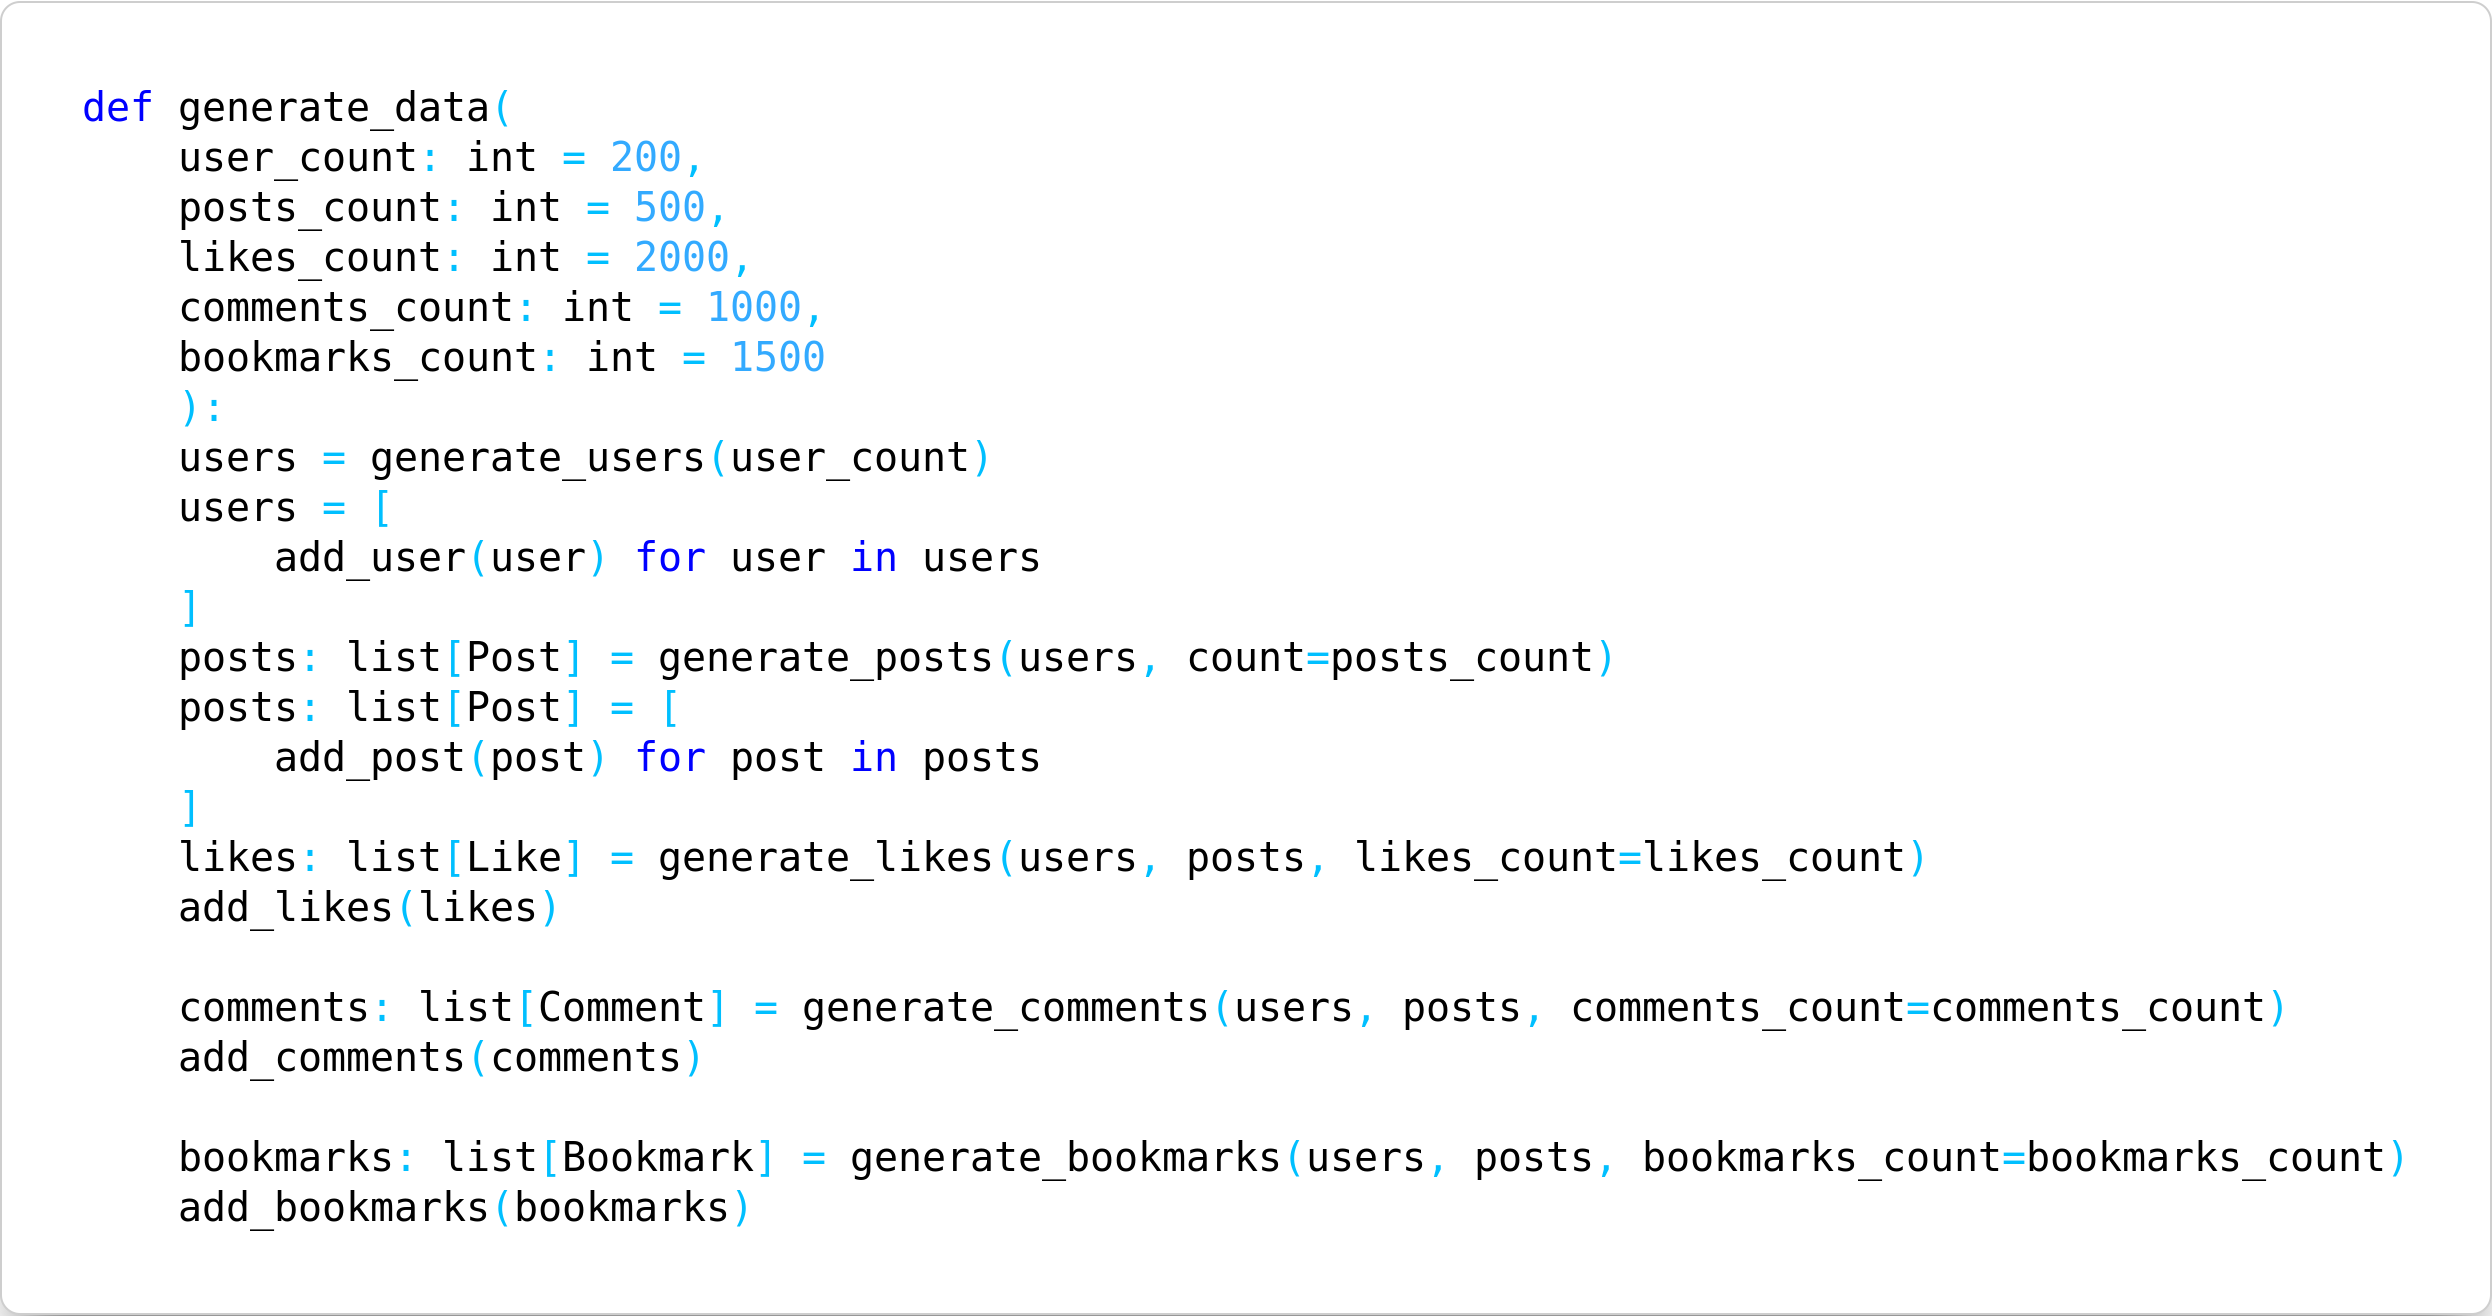 def generate_data(
    user_count: int = 200,
    posts_count: int = 500,
    likes_count: int = 2000,
    comments_count: int = 1000,
    bookmarks_count: int = 1500
    ):
    users = generate_users(user_count)
    users = [
        add_user(user) for user in users
    ]
    posts: list[Post] = generate_posts(users, count=posts_count)
    posts: list[Post] = [
        add_post(post) for post in posts
    ]
    likes: list[Like] = generate_likes(users, posts, likes_count=likes_count)
    add_likes(likes)

    comments: list[Comment] = generate_comments(users, posts, comments_count=comments_count)
    add_comments(comments)

    bookmarks: list[Bookmark] = generate_bookmarks(users, posts, bookmarks_count=bookmarks_count)
    add_bookmarks(bookmarks)